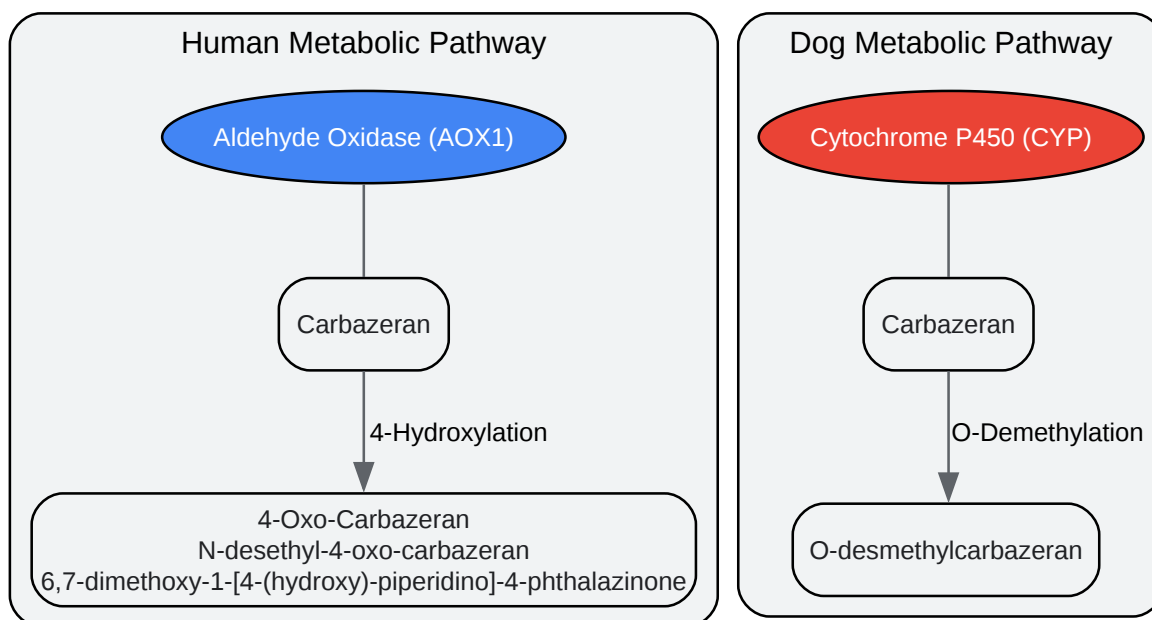 Human Metabolic Pathway
Aldehyde Oxidase (AOX1)
Carbazeran
4-Hydroxylation
4-Oxo-Carbazeran
N-desethyl-4-oxo-carbazeran
6,7-dimethoxy-1-[4-(hydroxy)-piperidino]-4-phthalazinone
Dog Metabolic Pathway
Cytochrome P450 (CYP)
Carbazeran
O-Demethylation
O-desmethylcarbazeran